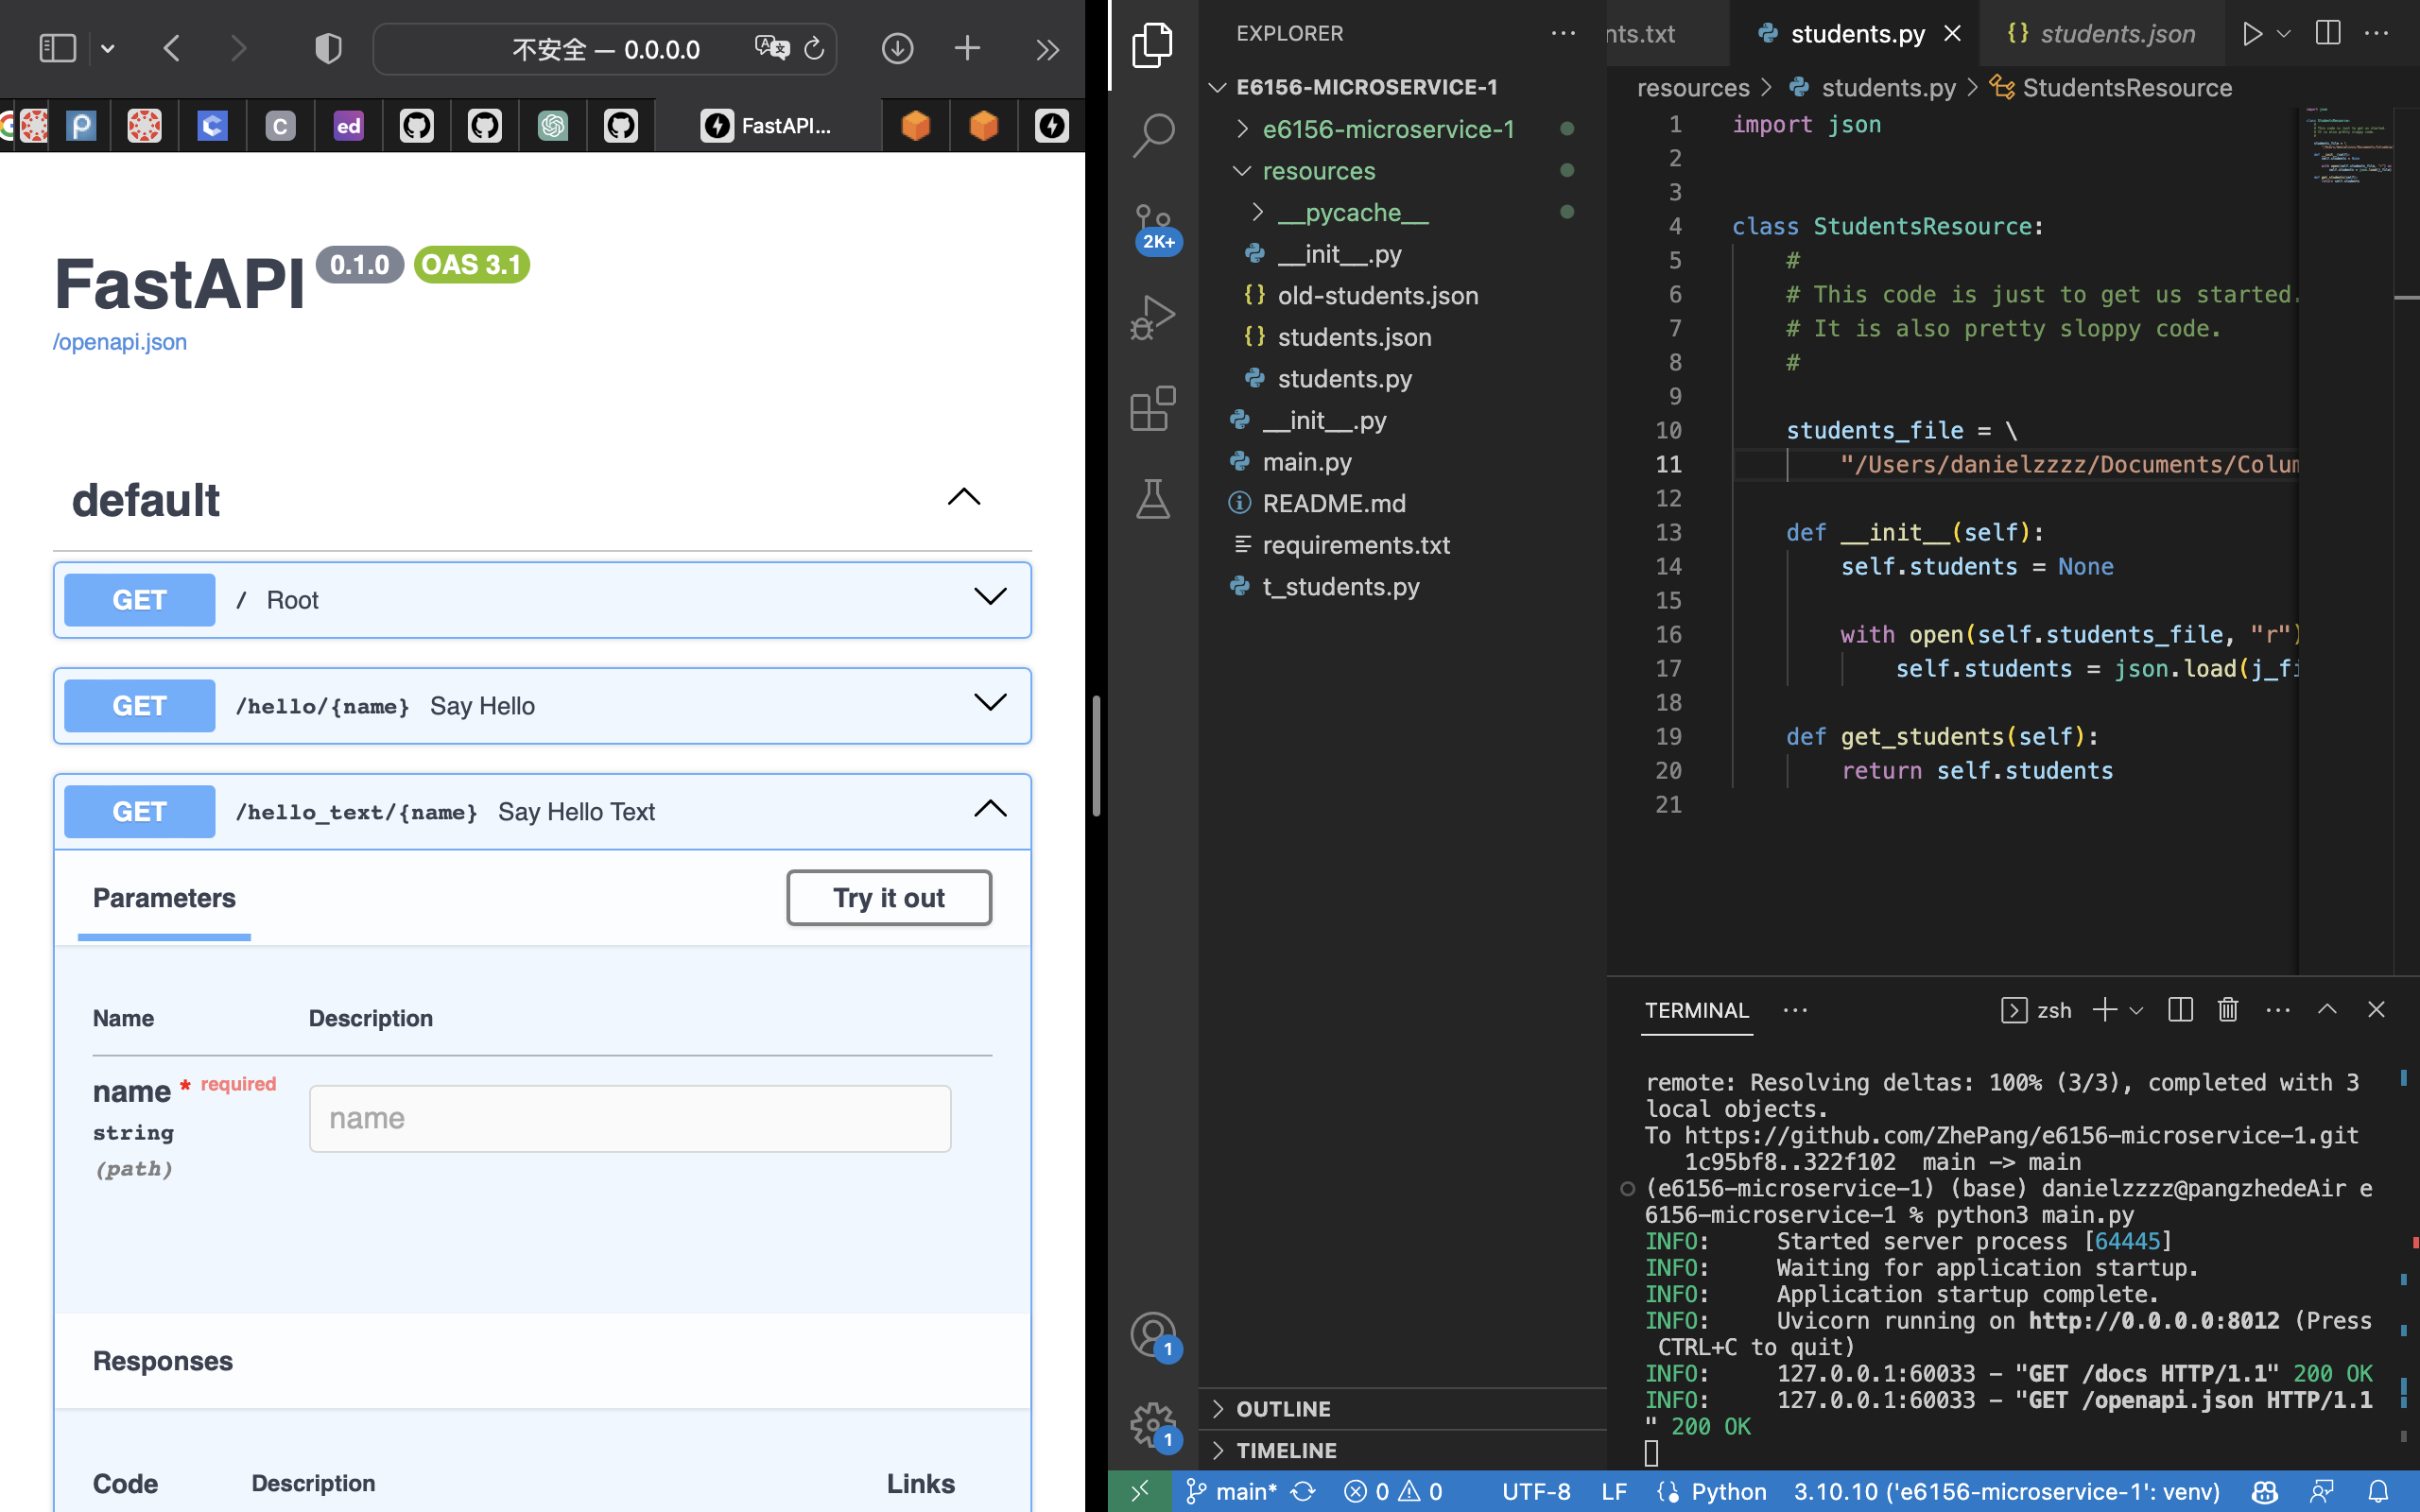 不安全 — 0.0.0.0
FastAPI...
FastAPI 0.1.0 OAS 3.1
/openapi.json
default
GET / Root
GET /hello/{name} Say Hello
GET /hello_text/{name} Say Hello Text
Parameters
Try it out
Name Description
name * required
string
(path)
name
Responses
Code Description Links
EXPLORER
E6156-MICROSERVICE-1
e6156-microservice-1
resources
__pycache__
__init__.py
old-students.json
students.json
students.py
__init__.py
main.py
README.md
requirements.txt
t_students.py
2K+
1
1
OUTLINE
TIMELINE
nts.txt
students.py
students.json
resources > students.py > StudentsResource
1 import json
2
3
4 class StudentsResource:
5 #
6 # This code is just to get us started.
7 # It is also pretty sloppy code.
8 #
9
10 students_file = \
11 "/Users/danielzzzz/Documents/Colum
12
13 def __init__(self):
14 self.students = None
15
16 with open(self.students_file, "r")
17 self.students = json.load(j_fi
18
19 def get_students(self):
20 return self.students
21
TERMINAL
zsh
remote: Resolving deltas: 100% (3/3), completed with 3
local objects.
To https://github.com/ZhePang/e6156-microservice-1.git
1c95bf8..322f102 main -> main
(e6156-microservice-1) (base) danielzzzz@pangzhedeAir e
6156-microservice-1 % python3 main.py
INFO: Started server process [64445]
INFO: Waiting for application startup.
INFO: Application startup complete.
INFO: Uvicorn running on http://0.0.0.0:8012 (Press
CTRL+C to quit)
INFO: 127.0.0.1:60033 - "GET /docs HTTP/1.1" 200 OK
INFO: 127.0.0.1:60033 - "GET /openapi.json HTTP/1.1
" 200 OK
main* 0 0 UTF-8 LF Python 3.10.10 ('e6156-microservice-1': venv)